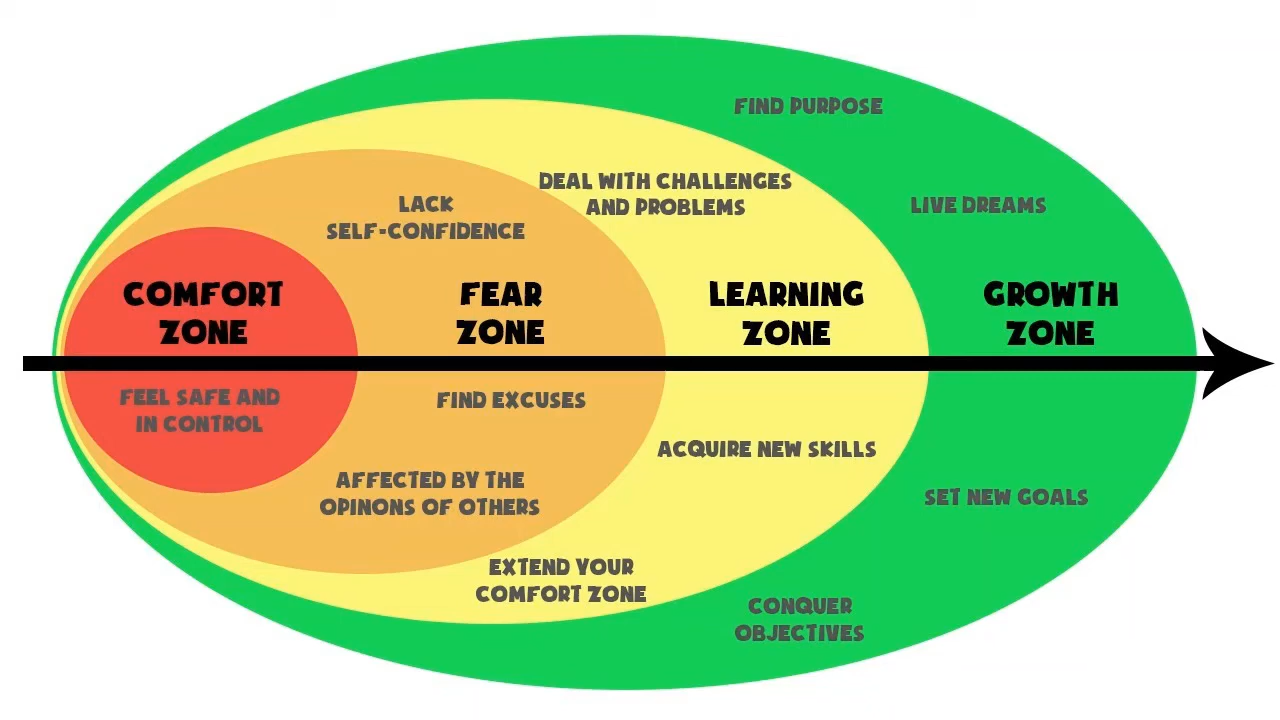 FIND PURPOSE
DEAL WITH CHALLENGES
AND PROBLEMS
LIVE DREAMS
LACK
SELF-CONFIDENCE
COMFORT
ZONE
FEAR
ZONE
LEARNING
ZONE
GROWTH
ZONE
FEEL SAFE AND
IN CONTROL
FIND EXCUSES
ACQUIRE NEW SKILLS
AFFECTED BY THE
OPINONS OF OTHERS
SET NEW GOALS
EXTEND YOUR
COMFORT ZONE
CONQUER
OBJECTIVES